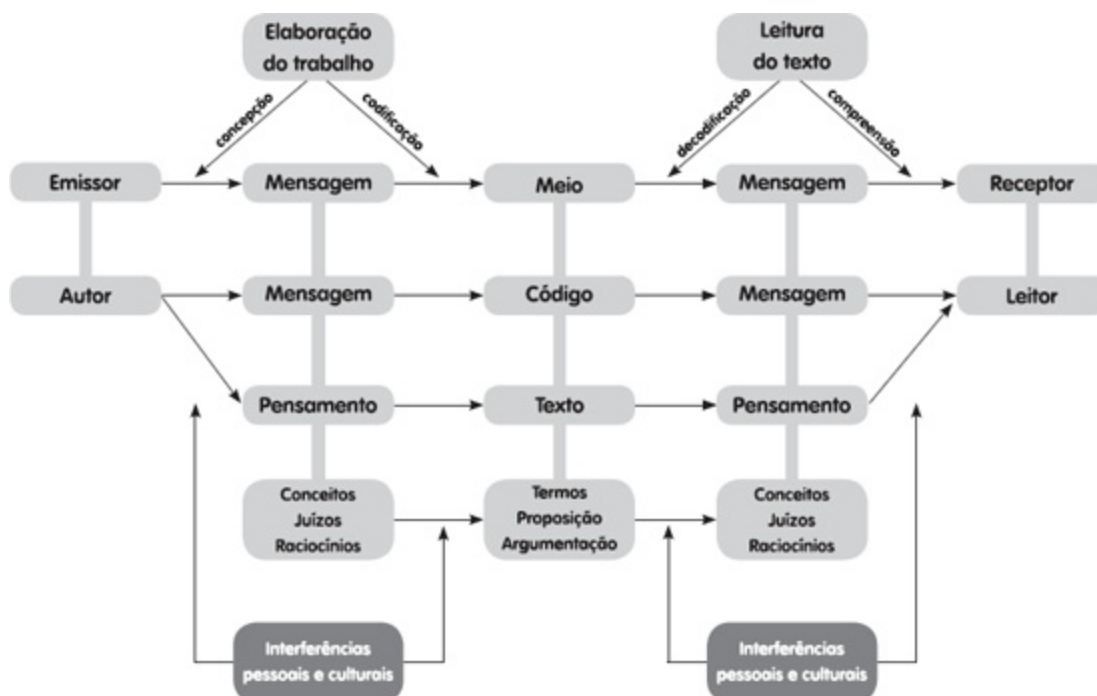 Elaboração
do trabalho
Leitura
do texto
concepção
codificação
decodificação
compreensão
Emissor
Mensagem
Meio
Mensagem
Receptor
Autor
Mensagem
Código
Mensagem
Leitor
Pensamento
Texto
Pensamento
Conceitos
Juízos
Raciocínios
Termos
Proposição
Argumentação
Conceitos
Juízos
Raciocínios
Interferências
pessoais e culturais
Interferências
pessoais e culturais